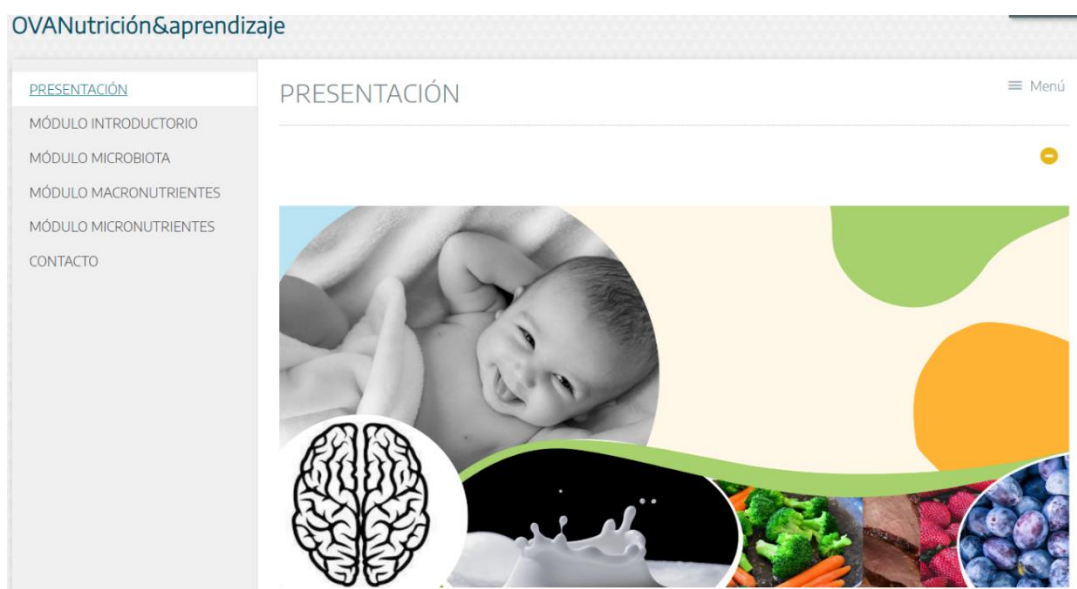 OVANutrición&aprendizaje
PRESENTACIÓN
MÓDULO INTRODUCTORIO
MÓDULO MICROBIOTA
MÓDULO MACRONUTRIENTES
MÓDULO MICRONUTRIENTES
CONTACTO
PRESENTACIÓN
Menú